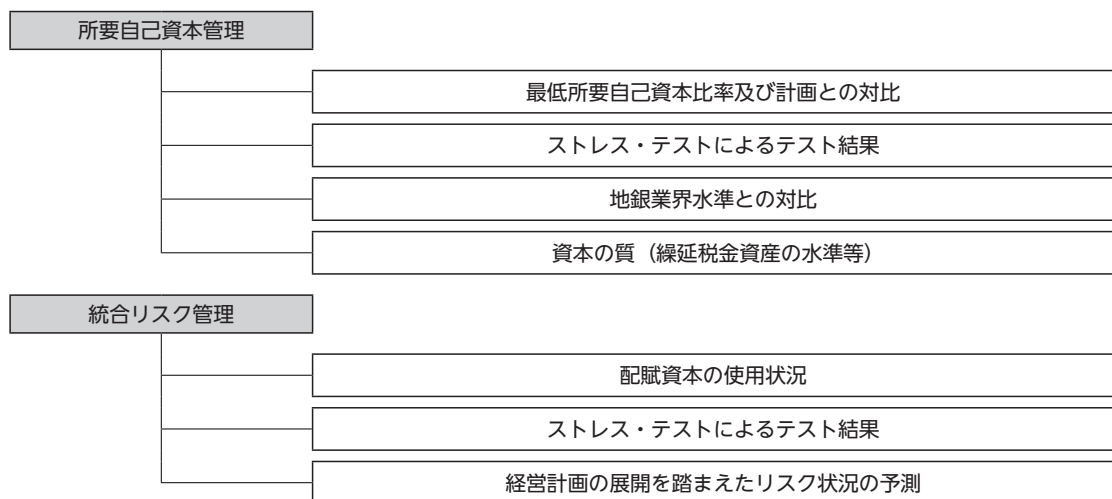 所要自己資本管理
最低所要自己資本比率及び計画との対比
ストレス・テストによるテスト結果
地銀業界水準との対比
資本の質（繰延税金資産の水準等）
統合リスク管理
配賦資本の使用状況
ストレス・テストによるテスト結果
経営計画の展開を踏まえたリスク状況の予測